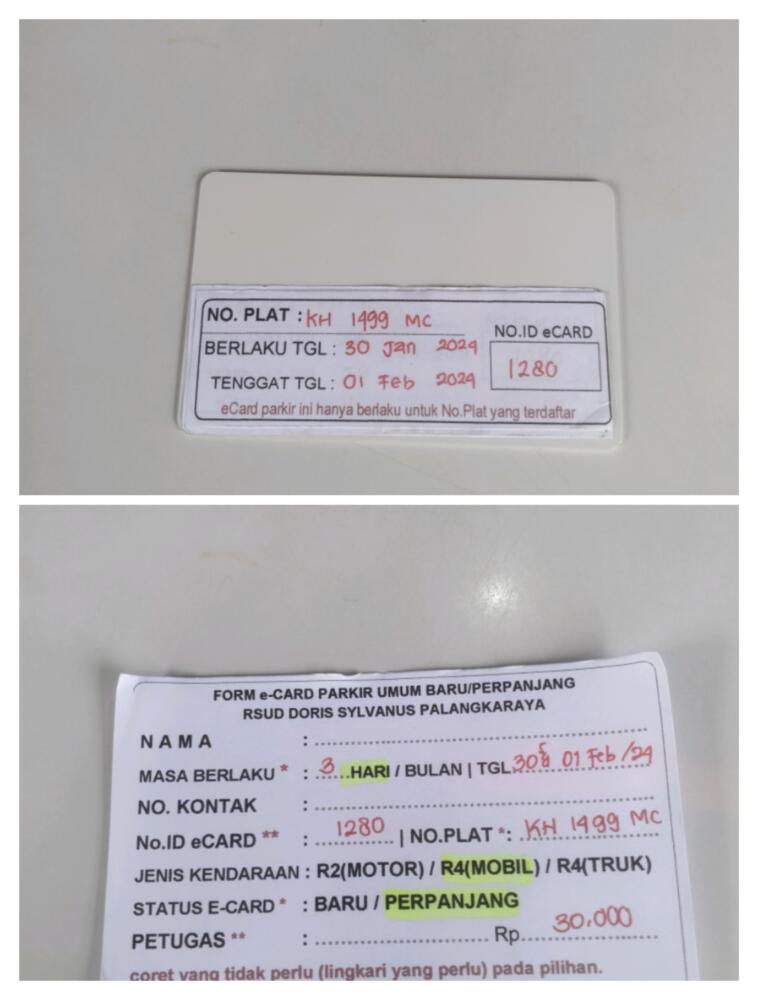 NO. PLAT : KH 1499 MC
NO.ID eCARD
BERLAKU TGL : 30 Jan 2024
1280
TENGGAT TGL : 01 Feb 2024
eCard parkir ini hanya berlaku untuk No.Plat yang terdaftar
FORM e-CARD PARKIR UMUM BARU/PERPANJANG
RSUD DORIS SYLVANUS PALANGKARAYA
NAMA : ........................
MASA BERLAKU * : 3 HARI / BULAN | TGL. 30 01 Feb /24
NO. KONTAK : ........................
No.ID eCARD ** : 1280 | NO.PLAT *: KH 1499 MC
JENIS KENDARAAN : R2(MOTOR) / R4(MOBIL) / R4(TRUK)
STATUS E-CARD * : BARU / PERPANJANG
PETUGAS ** : ........................ Rp. 30.000
coret yang tidak perlu (lingkari yang perlu) pada pilihan.